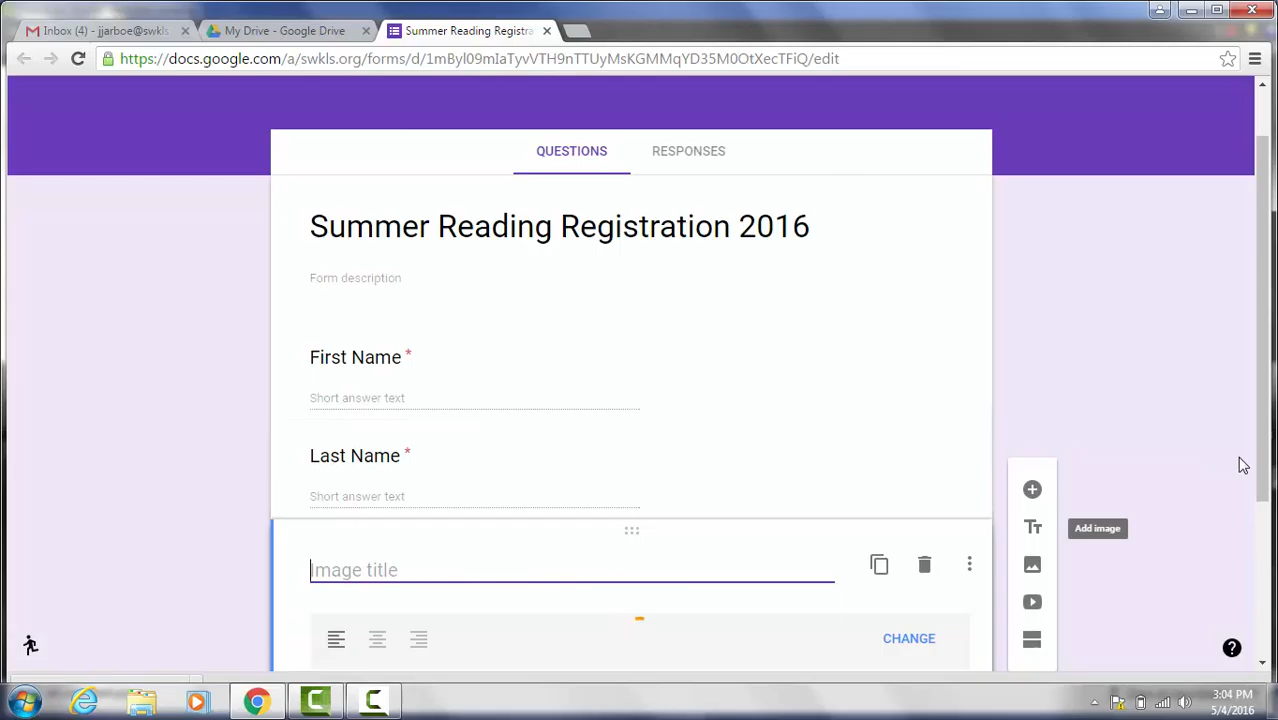 Inbox (4) - jjarboe@swkls
My Drive - Google Drive
Summer Reading Registra
https://docs.google.com/a/swkls.org/forms/d/1mByl09mIaTyvVTH9nTTUyMsKGMMqYD35M0OtXecTFiQ/edit
QUESTIONS
RESPONSES
Summer Reading Registration 2016
Form description
First Name *
Short answer text
Last Name *
Short answer text
Add image
Image title
CHANGE
3:04 PM
5/4/2016